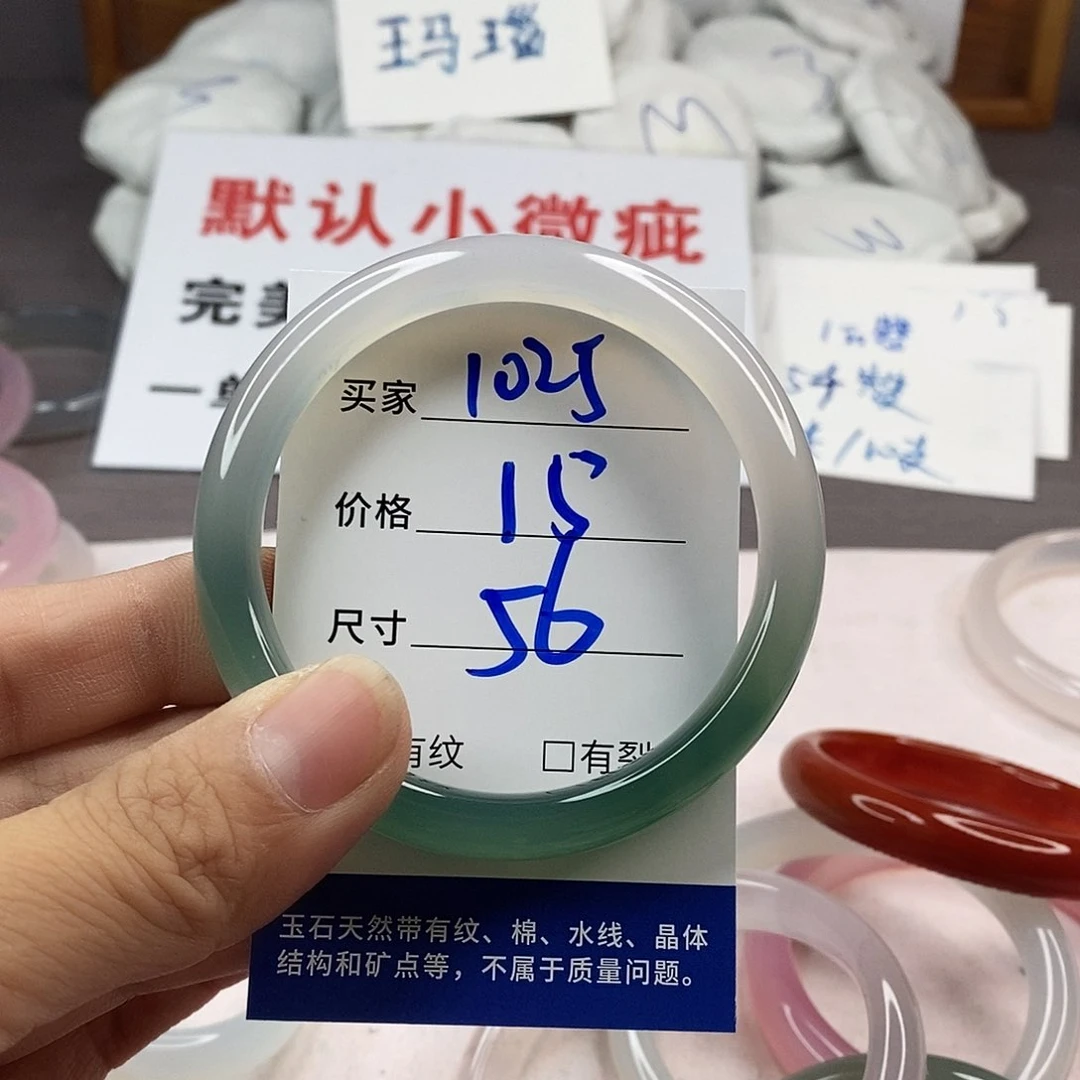 玛瑙
默认小微疵
完美
一单
买家 1025
价格 15
尺寸 56
有纹 □有裂
玉石天然带有纹、棉、水线、晶体
结构和矿点等，不属于质量问题。
15